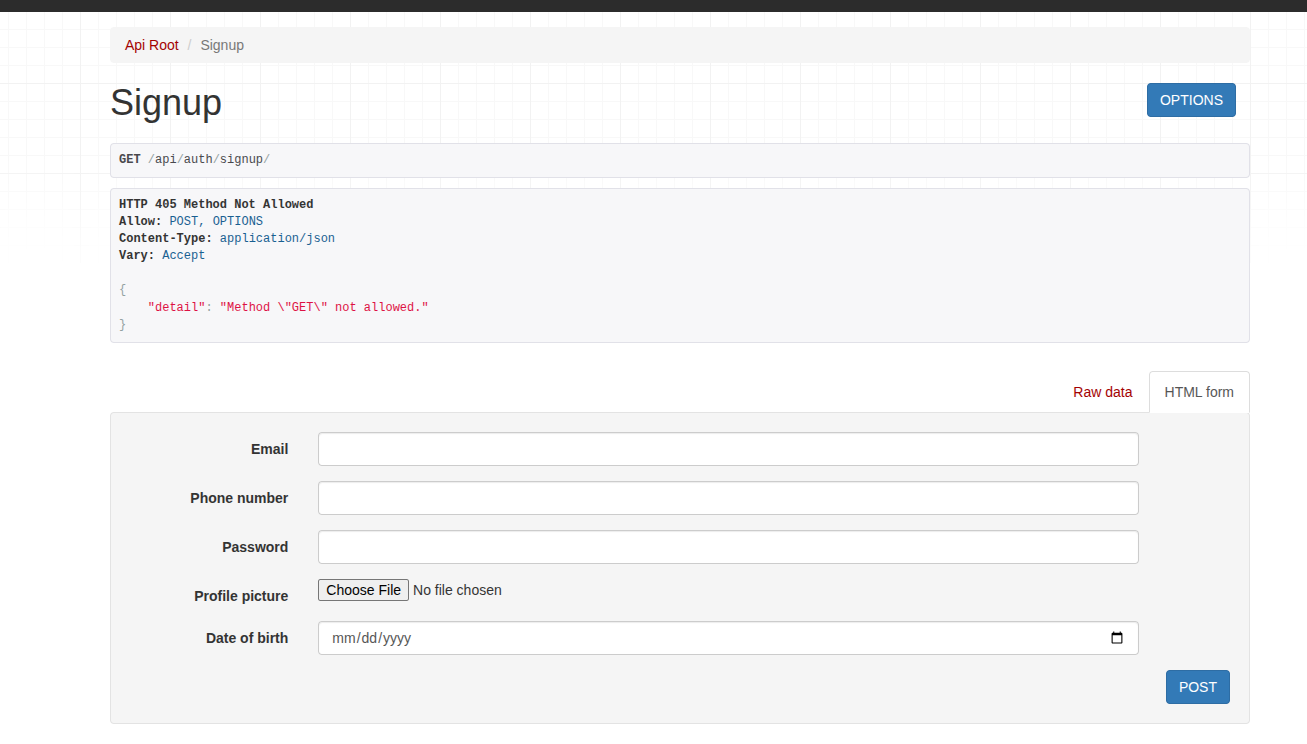 Api Root / Signup
Signup
OPTIONS
GET /api/auth/signup/
HTTP 405 Method Not Allowed
Allow: POST, OPTIONS
Content-Type: application/json
Vary: Accept
{
"detail": "Method \"GET\" not allowed."
}
Raw data
HTML form
Email
Phone number
Password
Profile picture Choose File No file chosen
Date of birth mm/dd/yyyy
POST